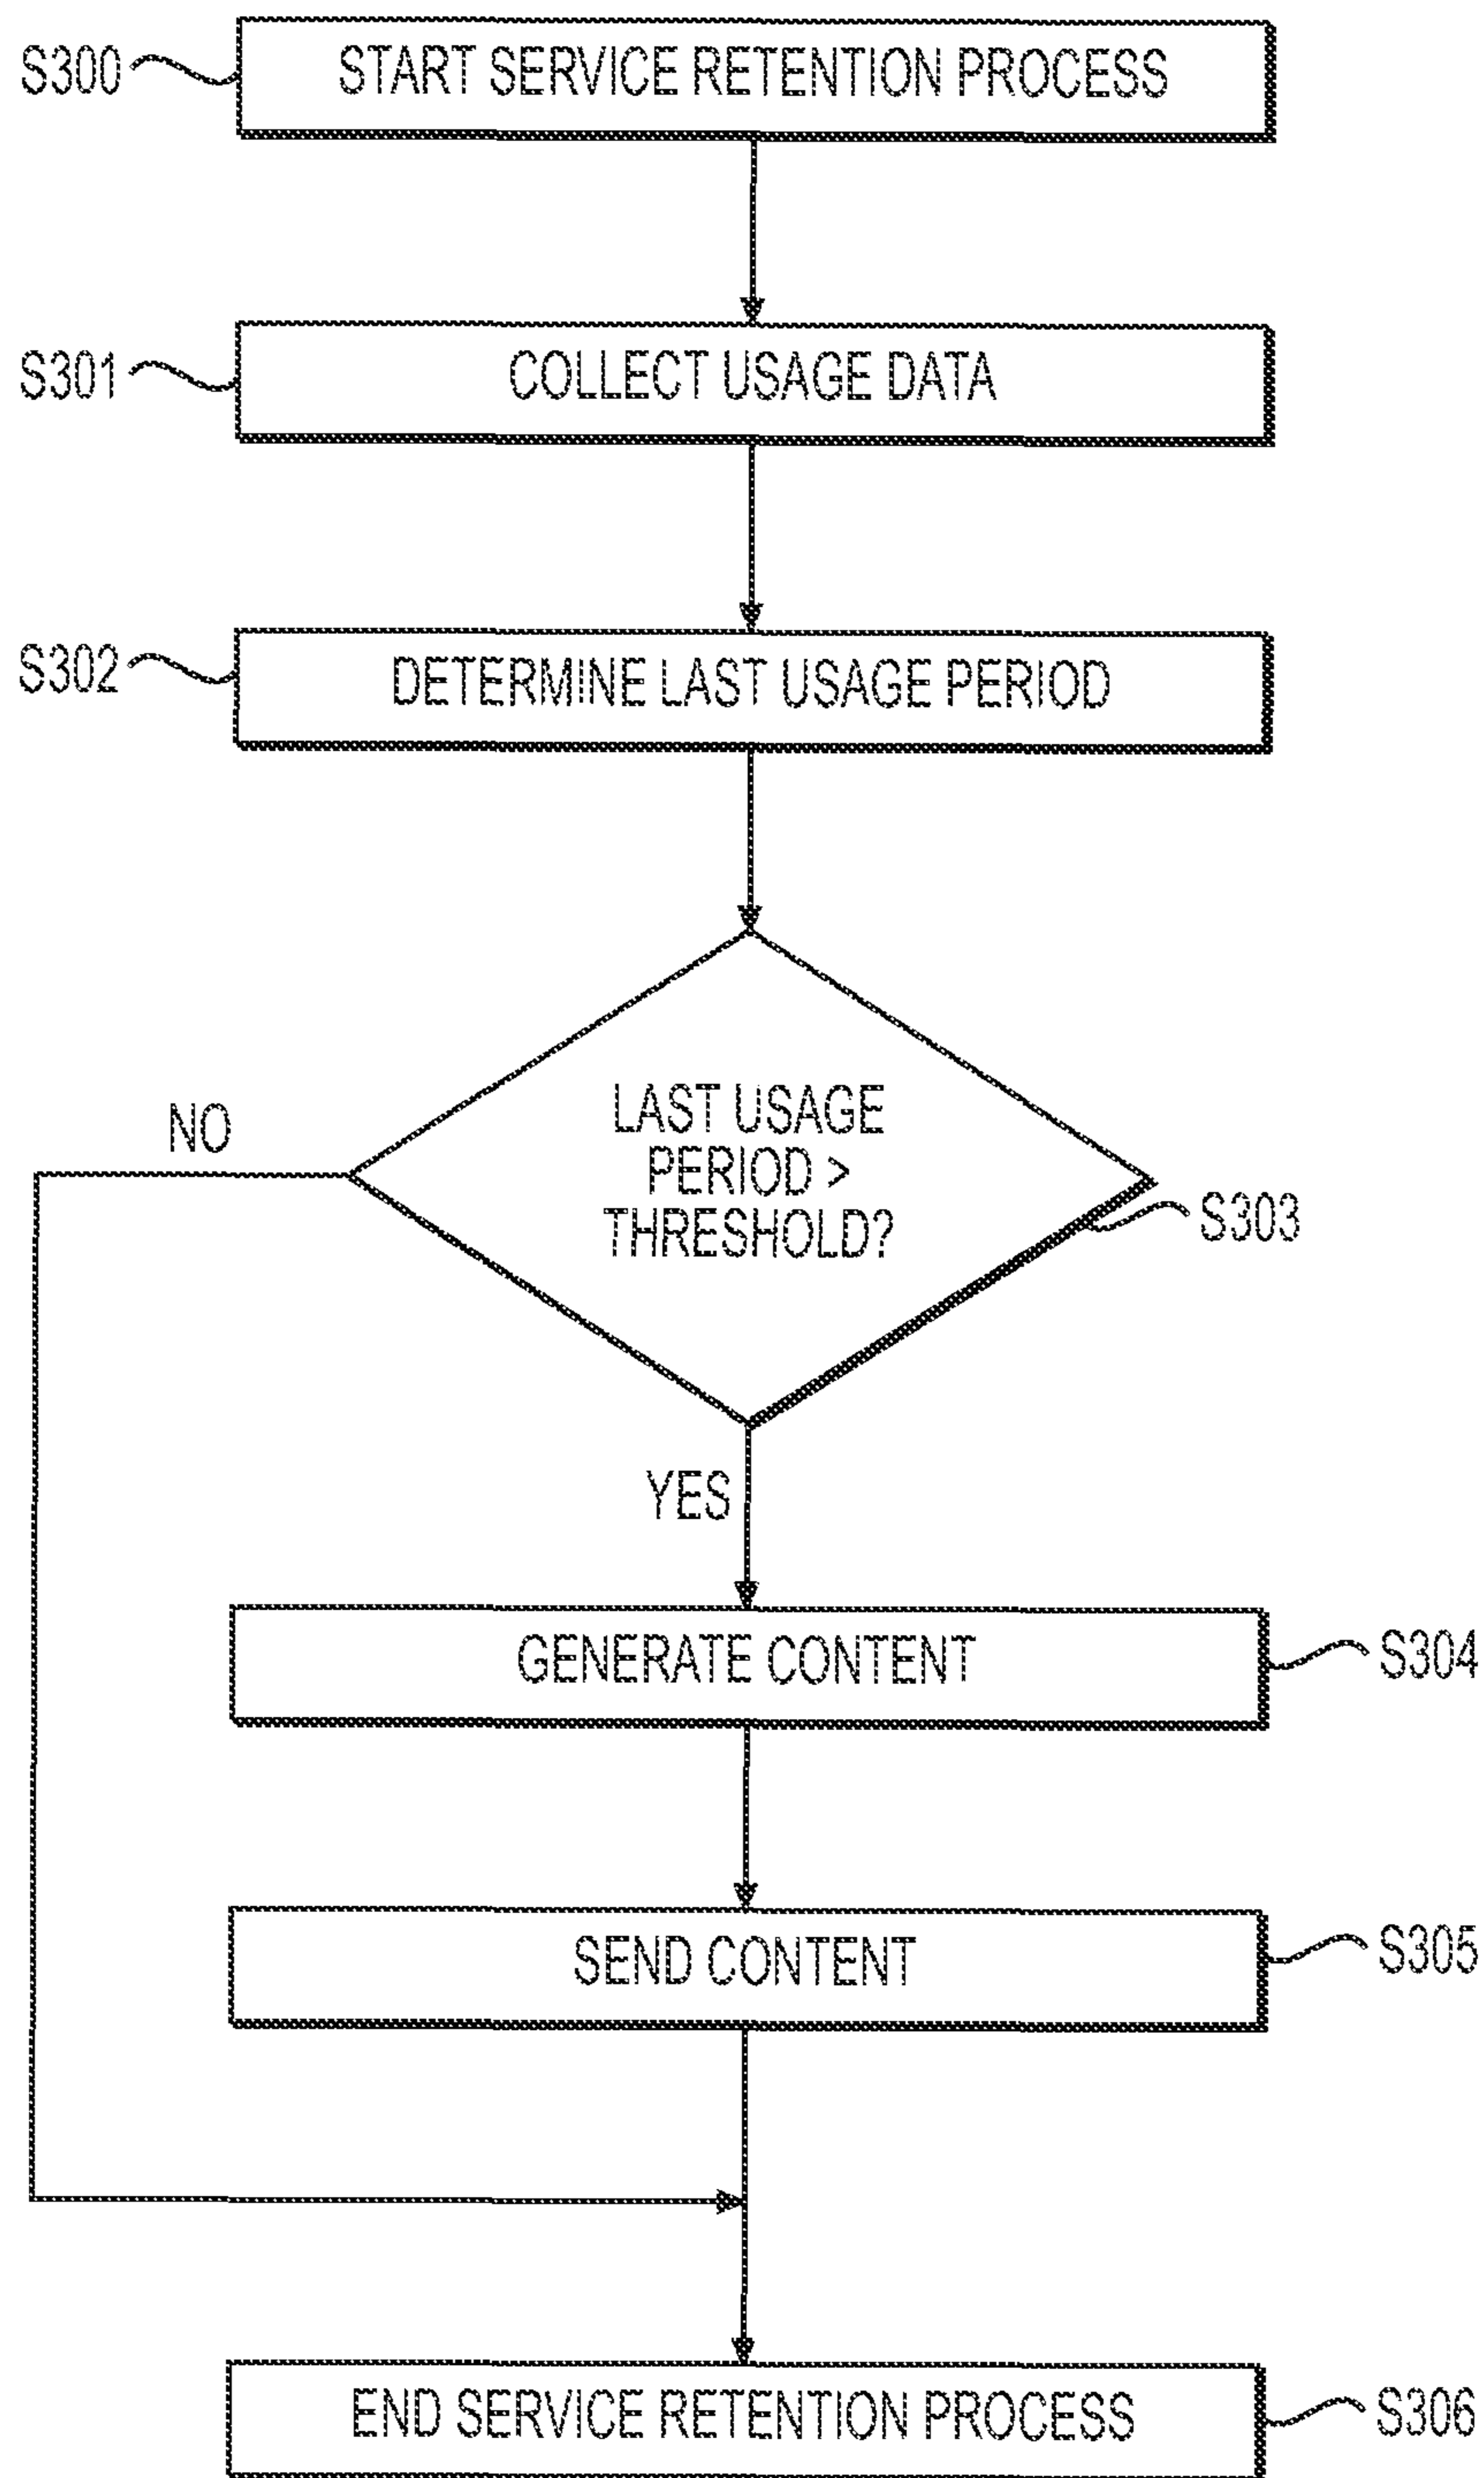 S300
START SERVICE RETENTION PROCESS
S301
COLLECT USAGE DATA
S302
DETERMINE LAST USAGE PERIOD
LAST USAGE
PERIOD >
THRESHOLD?
NO
S303
YES
GENERATE CONTENT
S304
SEND CONTENT
S305
END SERVICE RETENTION PROCESS
S306